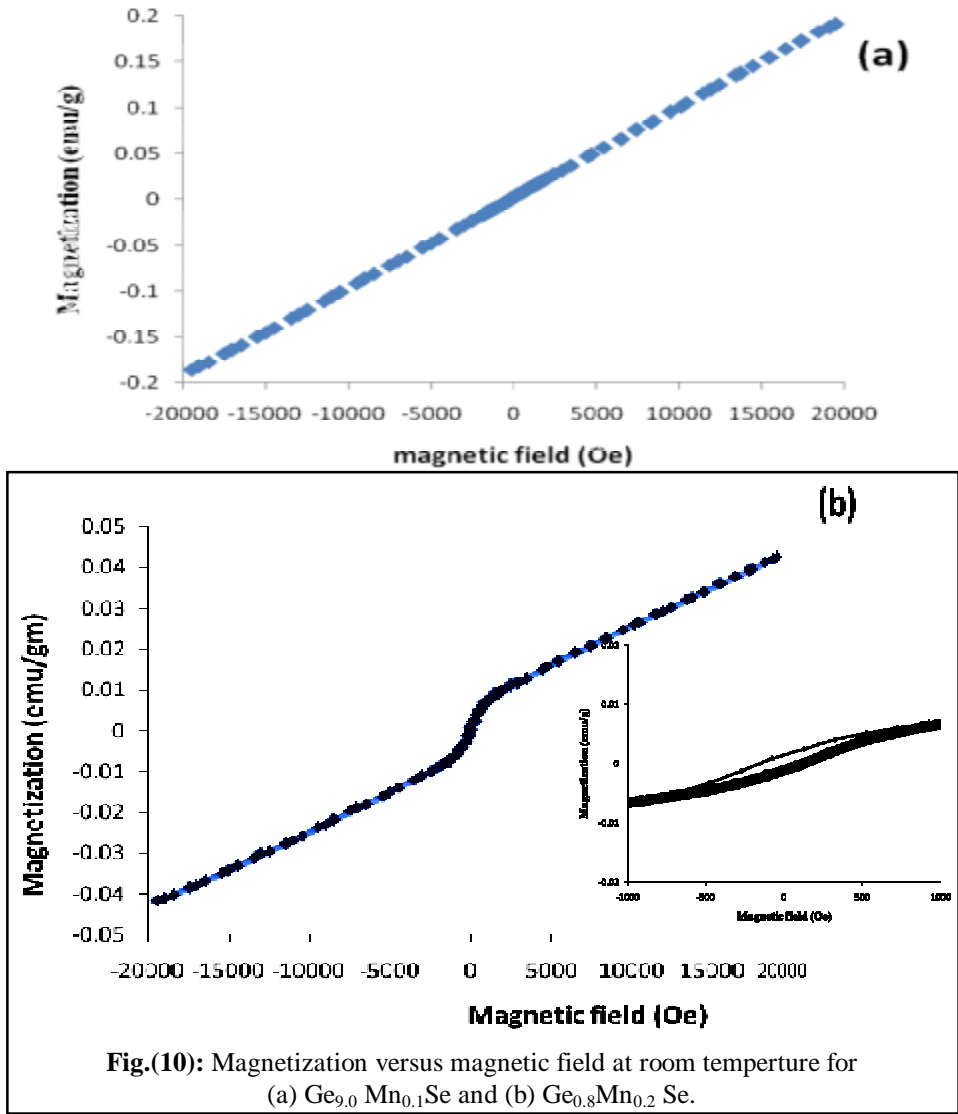 0.2
0.15
0.1
0.05
0
-0.05
-0.1
-0.15
-0.2
Magnetization (emu/g)
(a)
-20000 -15000 -10000 -5000 0 5000 10000 15000 20000
magnetic field (Oe)
(b)
0.05
0.04
0.03
0.02
0.01
0
-0.01
-0.02
-0.03
-0.04
-0.05
Magnetization (emu/gm)
-20000 -15000 -10000 -5000 0 5000 10000 15000 20000
Magnetic field (Oe)
0.01
0
-0.01
Magnetization (emu/g)
-1000 -500 0 500 1000
Magnetic field (Oe)
Fig.(10): Magnetization versus magnetic field at room temperture for
(a) Ge9.0 Mn0.1Se and (b) Ge0.8Mn0.2 Se.